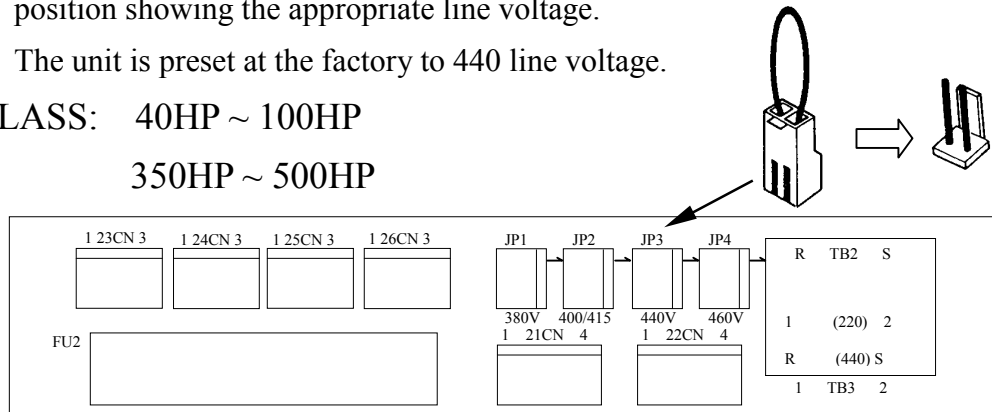 position showing the appropriate line voltage.
The unit is preset at the factory to 440 line voltage.
LASS: 40HP ~ 100HP
350HP ~ 500HP
1 23CN 3 1 24CN 3 1 25CN 3 1 26CN 3 JP1 JP2 JP3 JP4
R TB2 S
380V 400/415 440V 460V
1 (220) 2
1 21CN 4 1 22CN 4
FU2
R (440) S
1 TB3 2